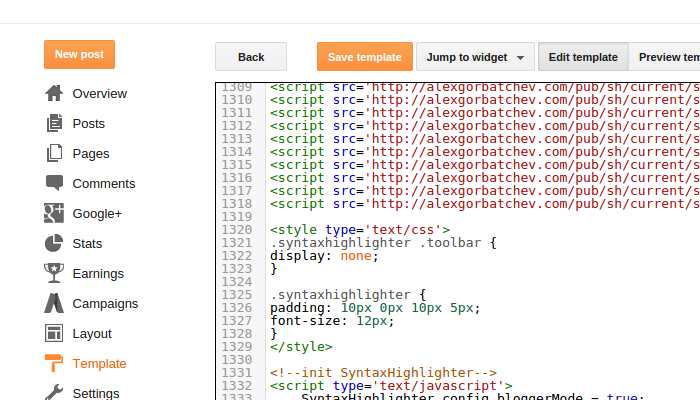 New post
Back
Save template
Jump to widget
Edit template
Preview tem
Overview
Posts
Pages
Comments
Google+
Stats
Earnings
Campaigns
Layout
Template
Settings
1309 <script src='http://alexgorbatchev.com/pub/sh/current/s
1310 <script src='http://alexgorbatchev.com/pub/sh/current/s
1311 <script src='http://alexgorbatchev.com/pub/sh/current/s
1312 <script src='http://alexgorbatchev.com/pub/sh/current/s
1313 <script src='http://alexgorbatchev.com/pub/sh/current/s
1314 <script src='http://alexgorbatchev.com/pub/sh/current/s
1315 <script src='http://alexgorbatchev.com/pub/sh/current/s
1316 <script src='http://alexgorbatchev.com/pub/sh/current/s
1317 <script src='http://alexgorbatchev.com/pub/sh/current/s
1318 <script src='http://alexgorbatchev.com/pub/sh/current/s
1319
1320 <style type='text/css'>
1321 .syntaxhighlighter .toolbar {
1322 display: none;
1323 }
1324
1325 .syntaxhighlighter {
1326 padding: 10px 0px 10px 5px;
1327 font-size: 12px;
1328 }
1329 </style>
1330
1331 <!--init SyntaxHighlighter-->
1332 <script type='text/javascript'>
1333 SyntaxHighlighter.config.bloggerMode = true;